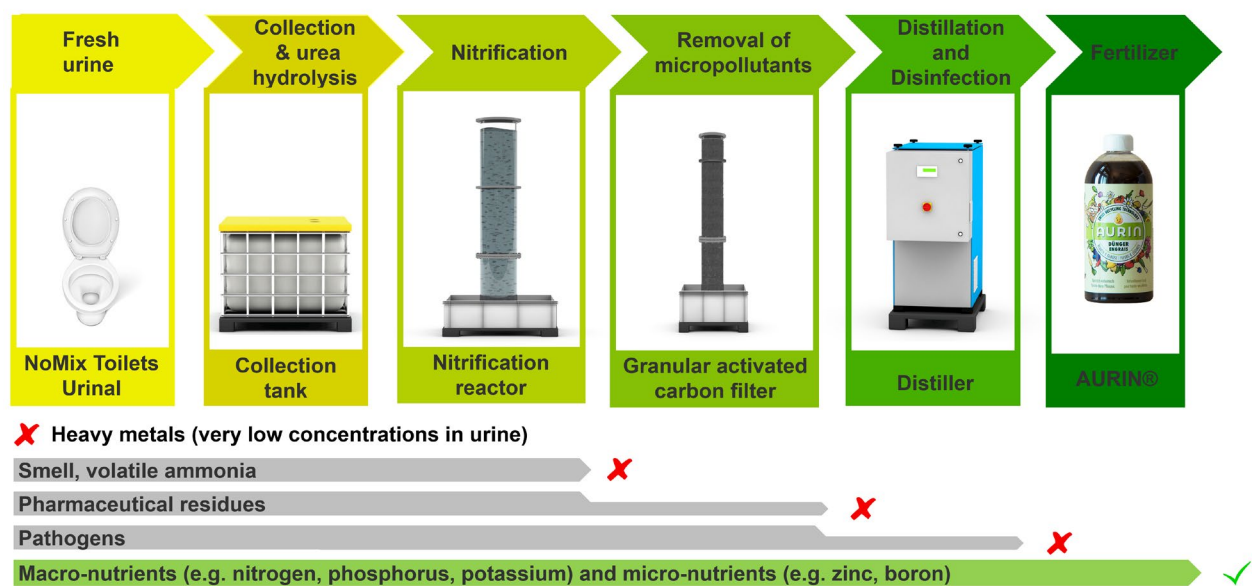 Fresh
urine
Collection
& urea
hydrolysis
Nitrification
Removal of
micropollutants
Distillation
and
Disinfection
Fertilizer
AURIN
DÜNGER
ENGRAIS
NoMix Toilets
Urinal
Collection
tank
Nitrification
reactor
Granular activated
carbon filter
Distiller
AURIN®
Heavy metals (very low concentrations in urine)
Smell, volatile ammonia
Pharmaceutical residues
Pathogens
Macro-nutrients (e.g. nitrogen, phosphorus, potassium) and micro-nutrients (e.g. zinc, boron)